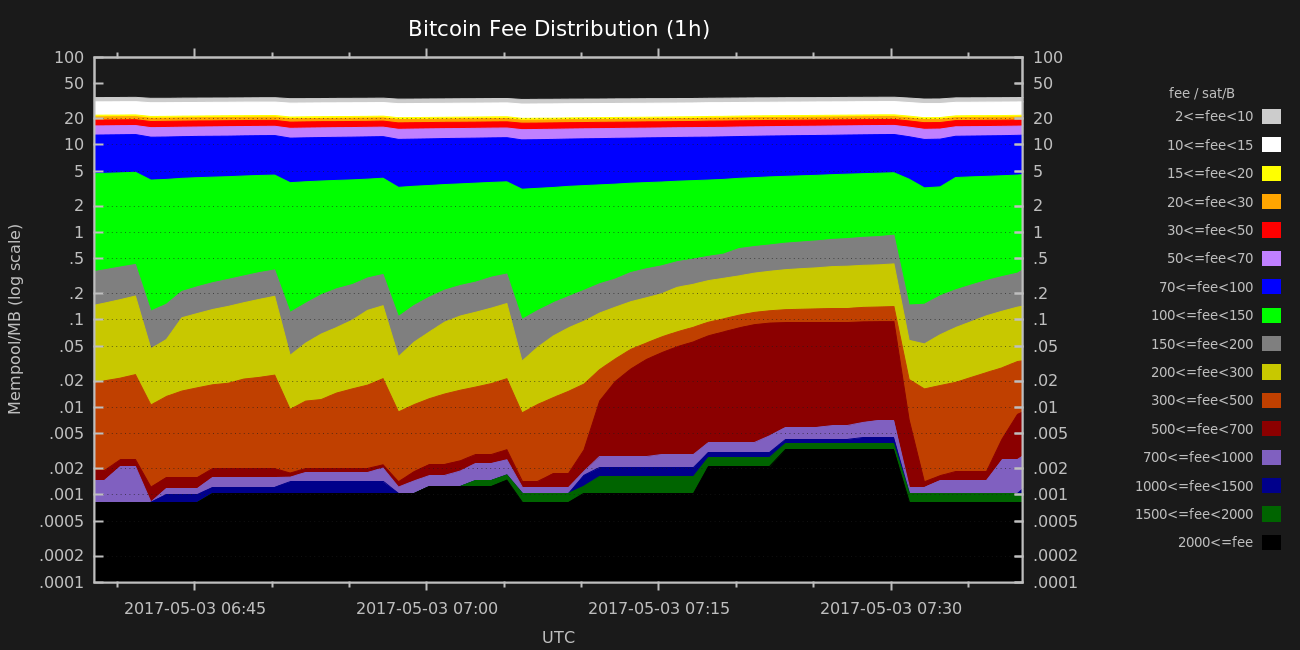 Bitcoin Fee Distribution (1h)
100
50
20
10
5
2
1
.5
.2
.1
.05
.02
.01
.005
.002
.001
.0005
.0002
.0001
Mempool/MB (log scale)
100
50
20
10
5
2
1
.5
.2
.1
.05
.02
.01
.005
.002
.001
.0005
.0002
.0001
2017-05-03 06:45
2017-05-03 07:00
2017-05-03 07:15
2017-05-03 07:30
UTC
fee / sat/B
2<=fee<10
10<=fee<15
15<=fee<20
20<=fee<30
30<=fee<50
50<=fee<70
70<=fee<100
100<=fee<150
150<=fee<200
200<=fee<300
300<=fee<500
500<=fee<700
700<=fee<1000
1000<=fee<1500
1500<=fee<2000
2000<=fee